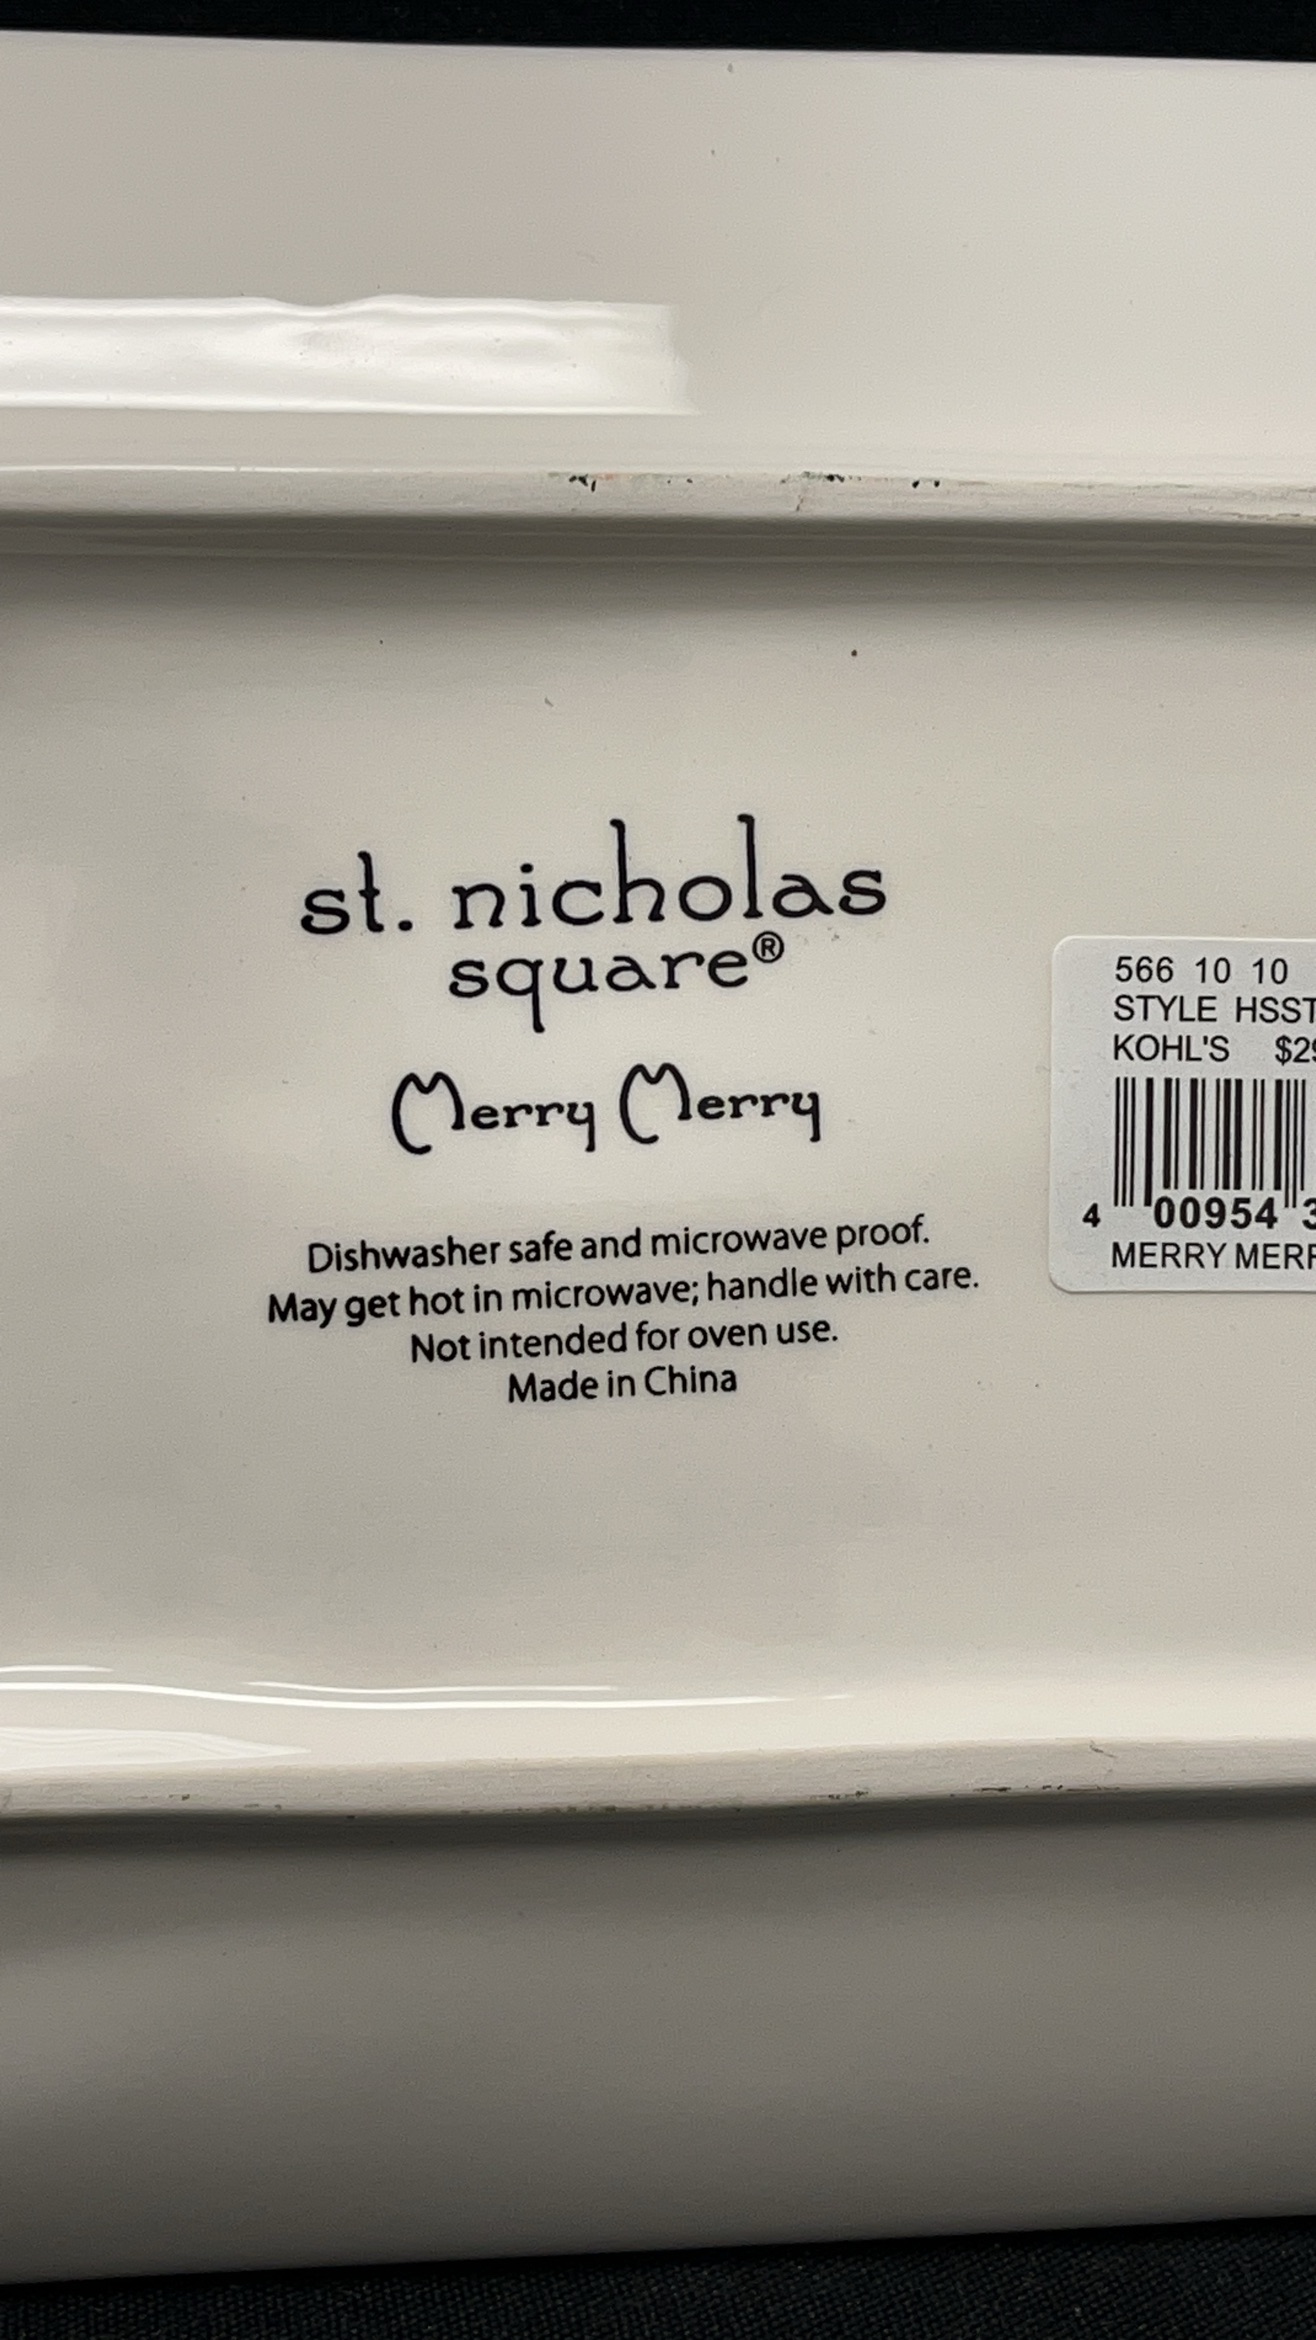 st. nicholas
square®
Merry Merry
Dishwasher safe and microwave proof.
May get hot in microwave; handle with care.
Not intended for oven use.
Made in China
566 10 10
STYLE
KOHL'S
4 00954
MERRY